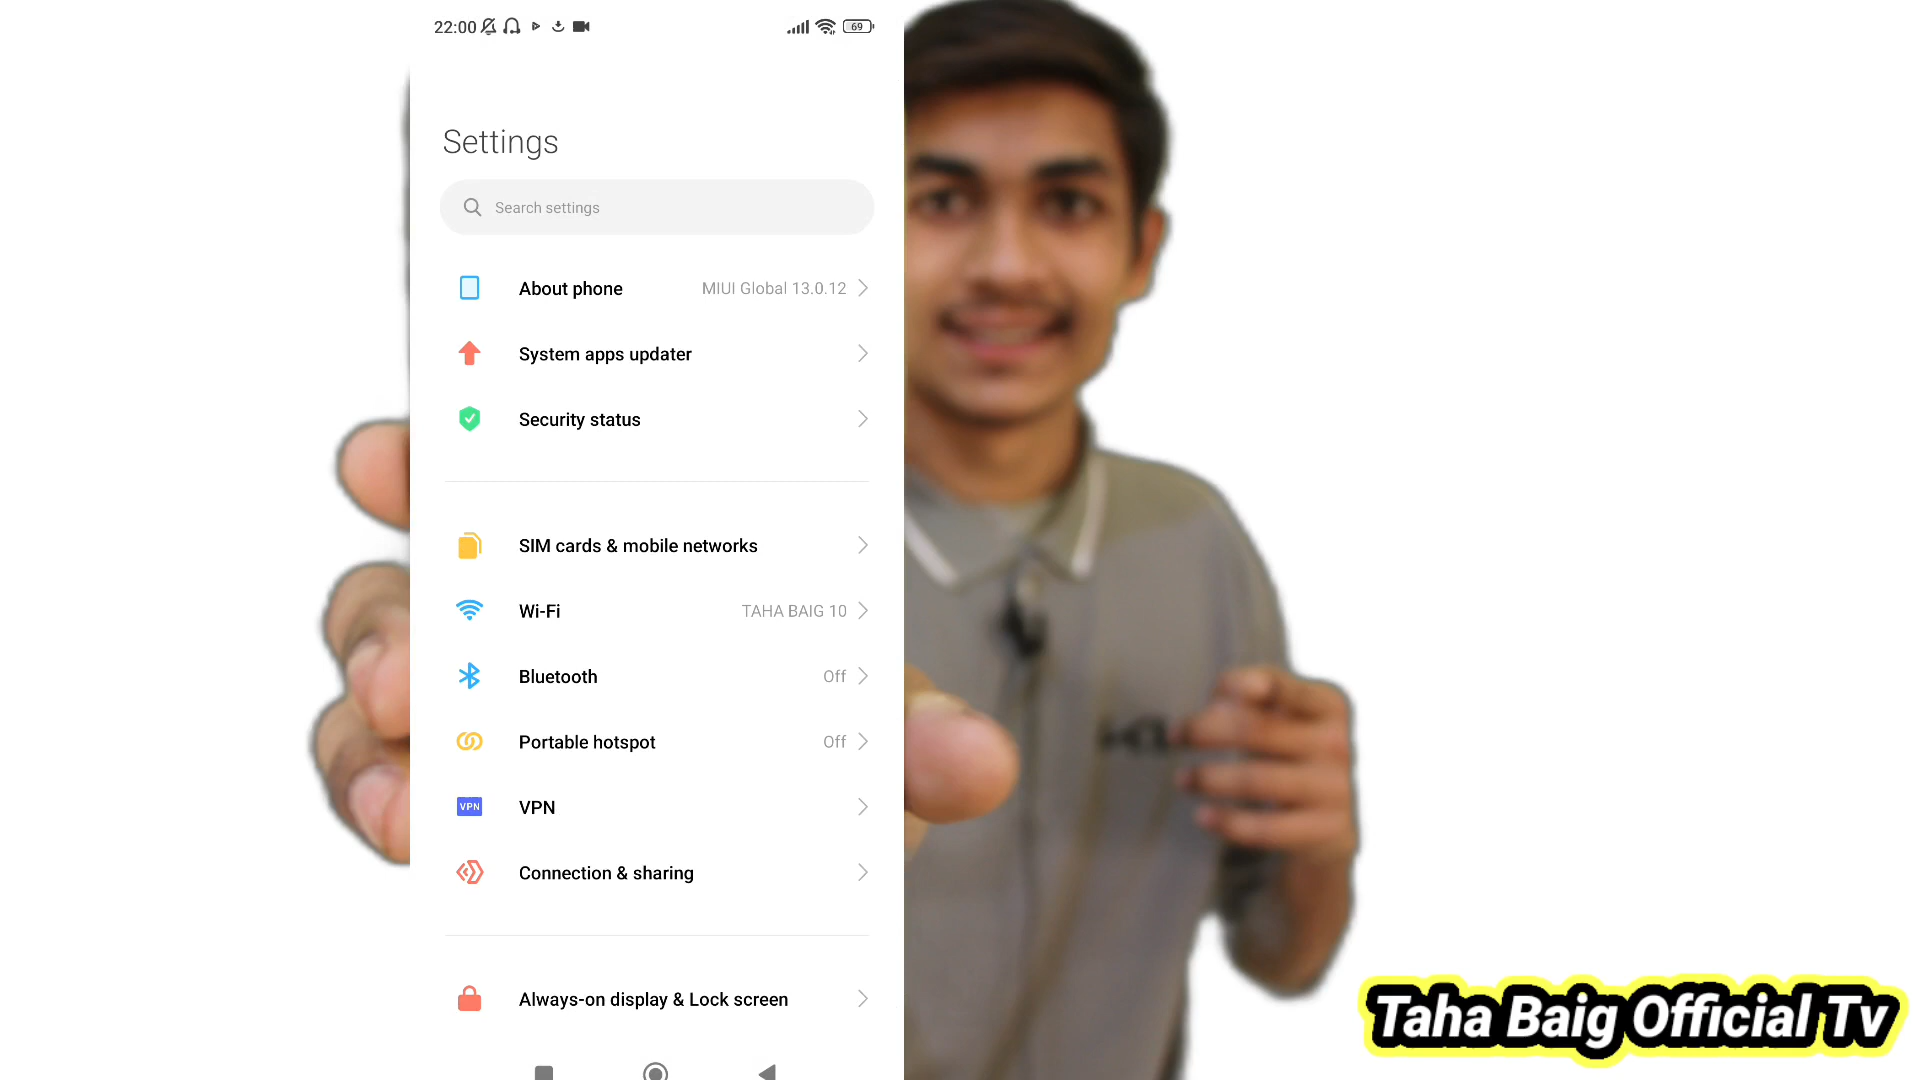 22:00
69
Settings
Search settings
About phone MIUI Global 13.0.12
System apps updater
Security status
SIM cards & mobile networks
Wi-Fi TAHA BAIG 10
Bluetooth Off
Portable hotspot Off
VPN VPN
Connection & sharing
Always-on display & Lock screen
Taha Baig Official Tv